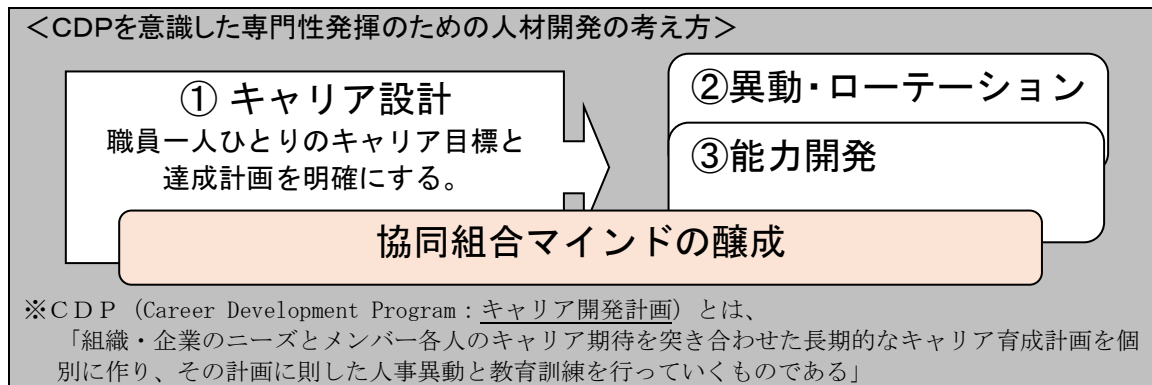 ＜ＣＤＰを意識した専門性発揮のための人材開発の考え方＞
① キャリア設計
職員一人ひとりのキャリア目標と
達成計画を明確にする。
②異動・ローテーション
③能力開発
協同組合マインドの醸成
※ＣＤＰ（Career Development Program：キャリア開発計画）とは、
「組織・企業のニーズとメンバー各人のキャリア期待を突き合わせた長期的なキャリア育成計画を個
別に作り、その計画に則した人事異動と教育訓練を行っていくものである」